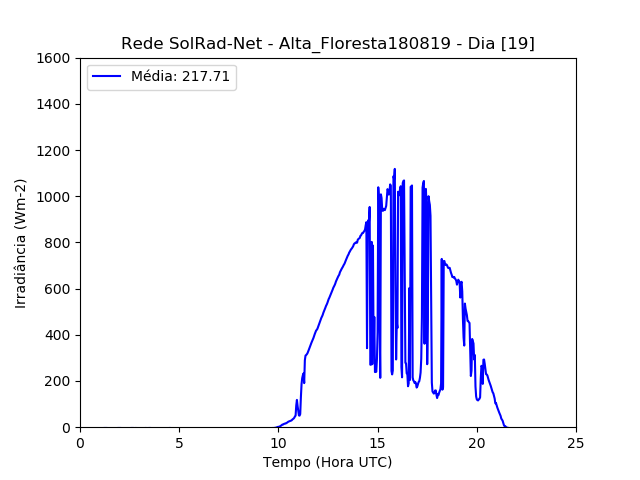 Rede SolRad-Net - Alta_Floresta180819 - Dia [19]
Média: 217.71
1600
1400
1200
1000
800
600
400
200
0
Irradiância (Wm-2)
0 5 10 15 20 25
Tempo (Hora UTC)